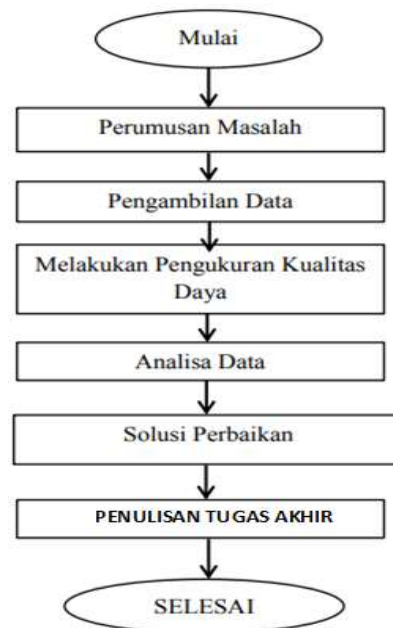 Mulai
Perumusan Masalah
Pengambilan Data
Melakukan Pengukuran Kualitas
Daya
Analisa Data
Solusi Perbaikan
PENULISAN TUGAS AKHIR
SELESAI